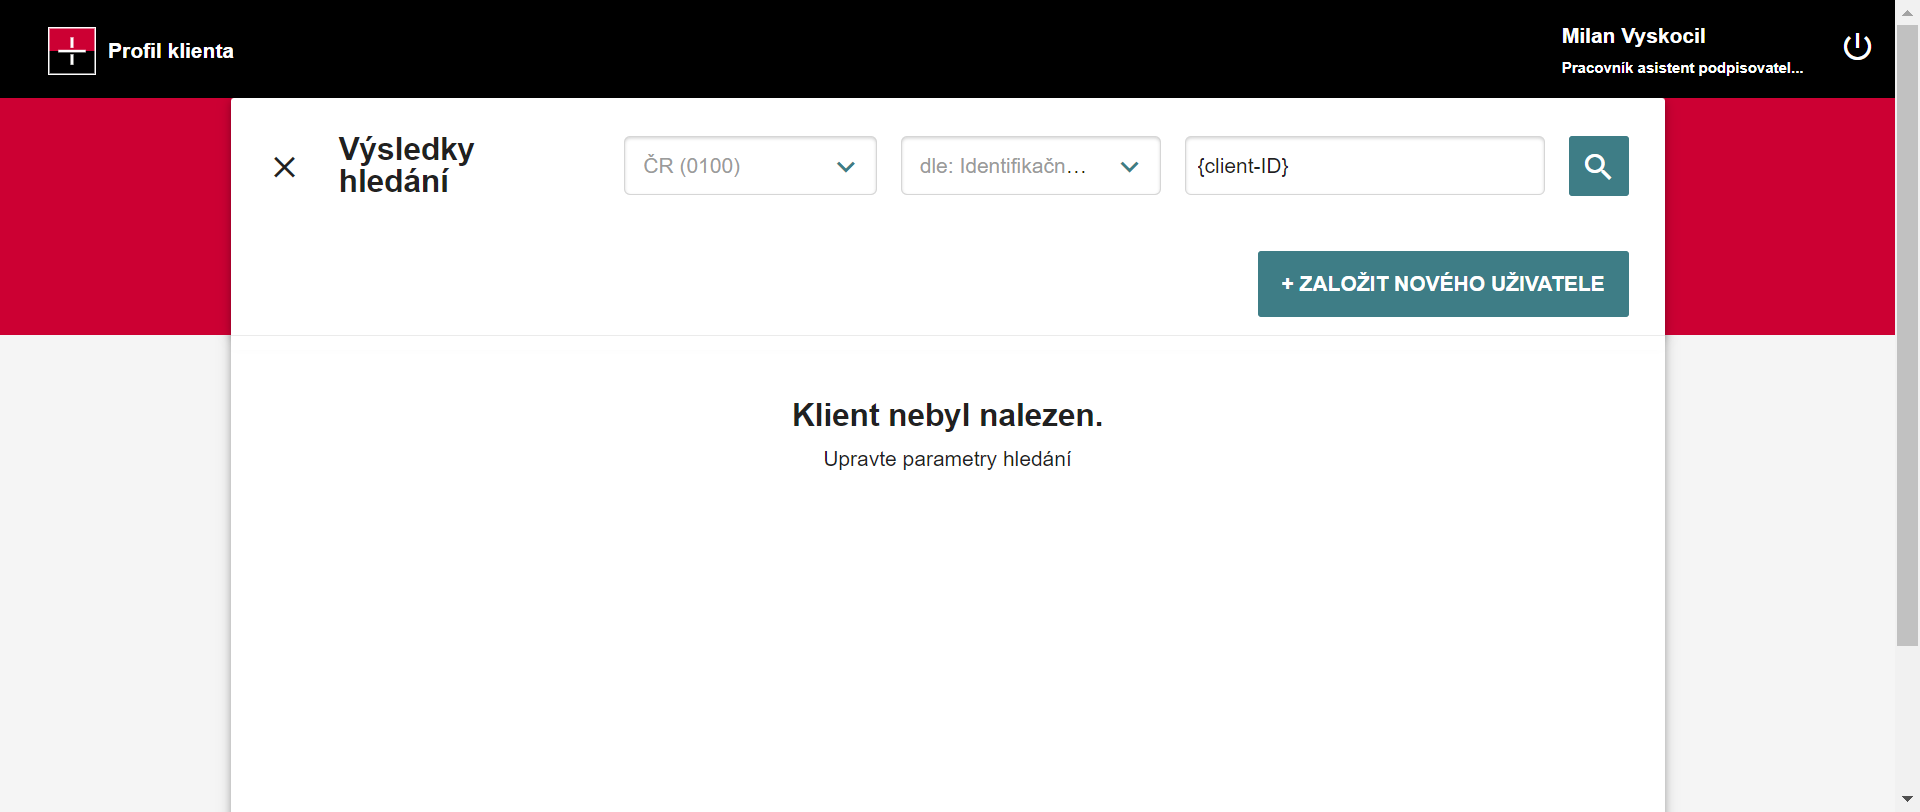 Profil klienta
Milan Vyskocil
Pracovník asistent podpisovatel...
Výsledky
hledání
ČR (0100)
dle: Identifikačn...
{client-ID}
+ ZALOŽIT NOVÉHO UŽIVATELE
Klient nebyl nalezen.
Upravte parametry hledání